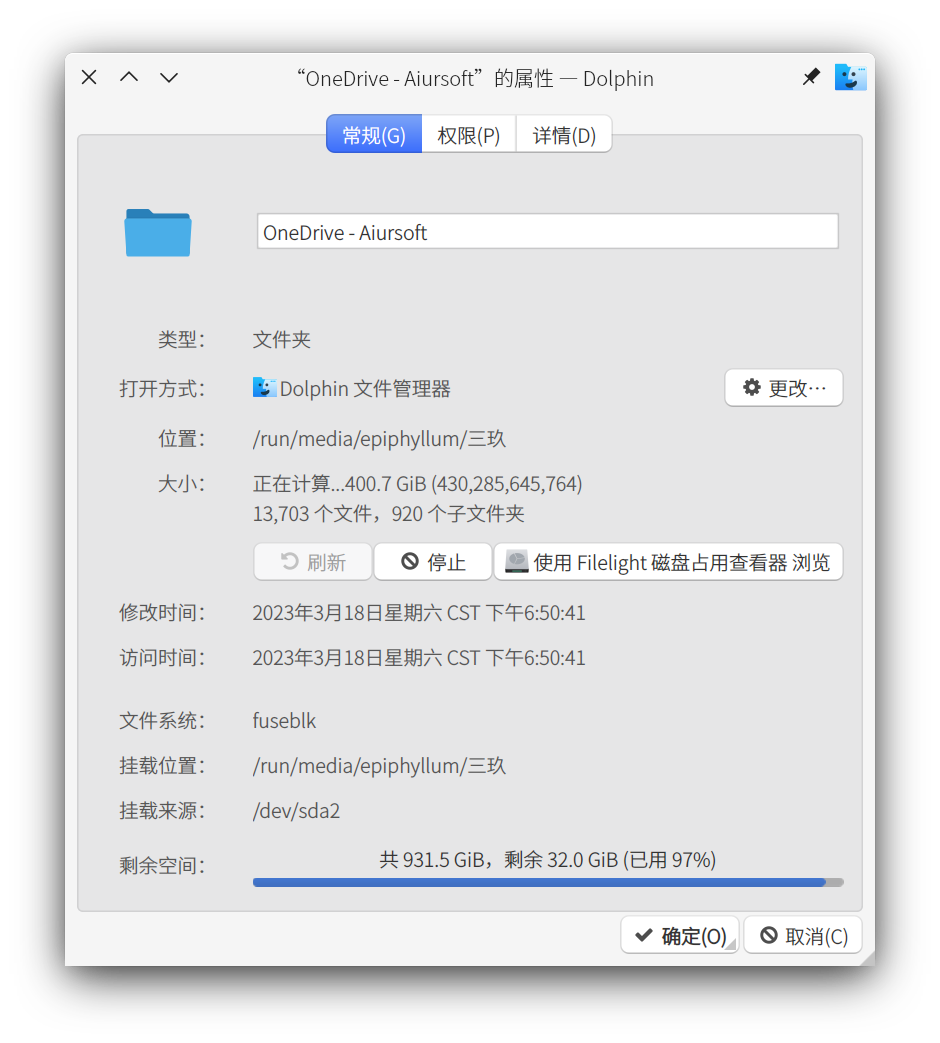 “OneDrive - Aiursoft”的属性 — Dolphin
常规(G) 权限(P) 详情(D)
OneDrive - Aiursoft
类型： 文件夹
打开方式： Dolphin 文件管理器 更改…
位置： /run/media/epiphyllum/三玖
大小： 正在计算...400.7 GiB (430,285,645,764)
13,703 个文件，920 个子文件夹
刷新 停止 使用 Filelight 磁盘占用查看器 浏览
修改时间： 2023年3月18日星期六 CST 下午6:50:41
访问时间： 2023年3月18日星期六 CST 下午6:50:41
文件系统： fuseblk
挂载位置： /run/media/epiphyllum/三玖
挂载来源： /dev/sda2
剩余空间： 共 931.5 GiB，剩余 32.0 GiB (已用 97%)
确定(O) 取消(C)